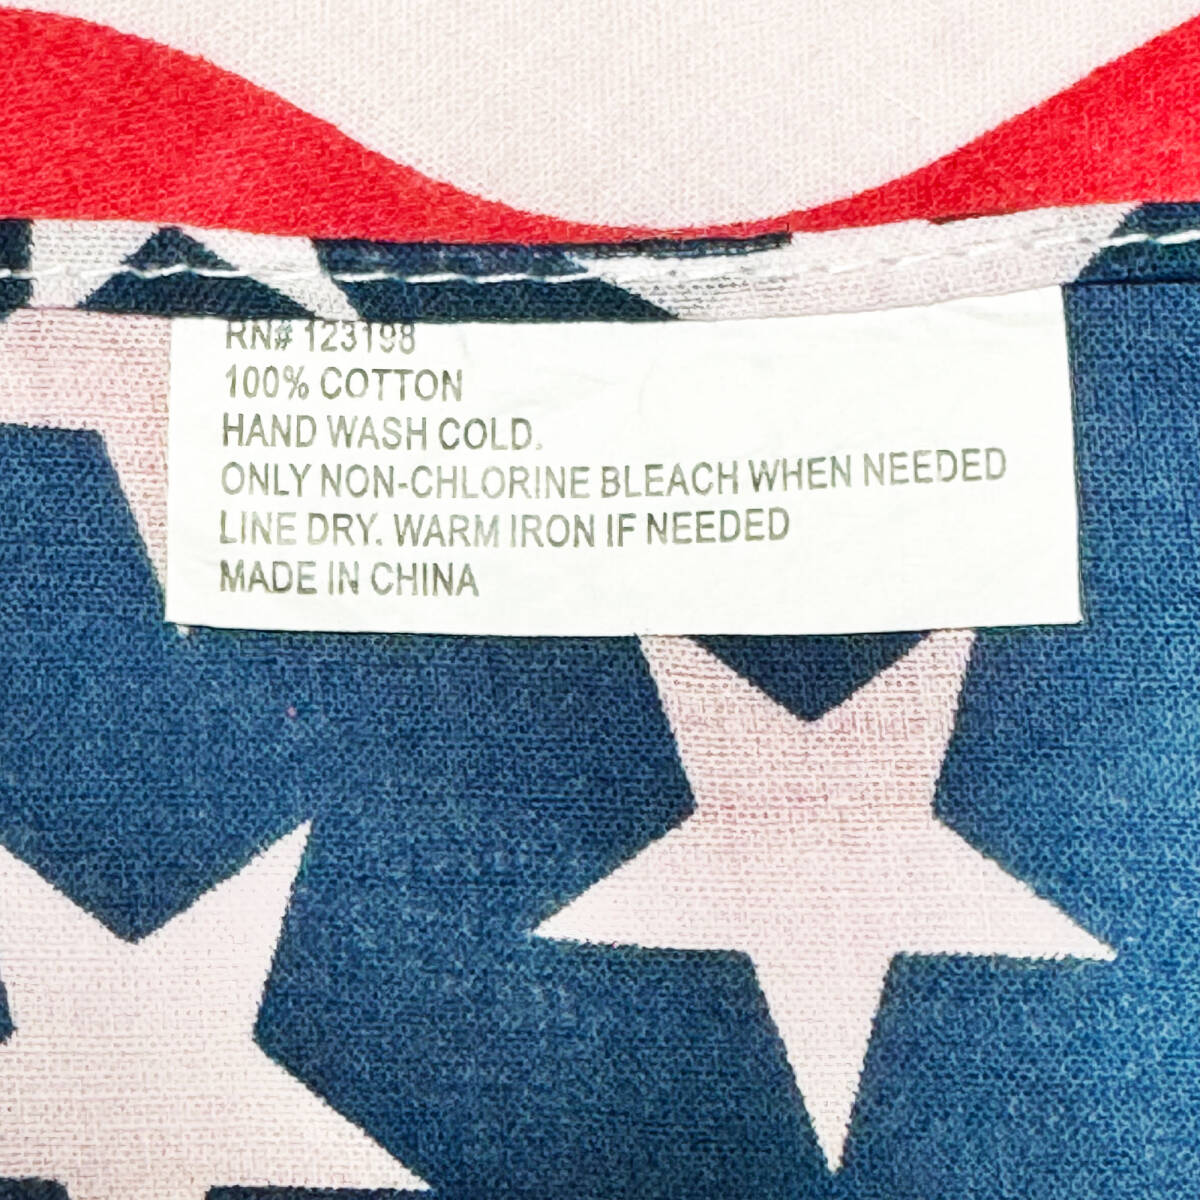 RN# 123198
100% COTTON
HAND WASH COLD.
ONLY NON-CHLORINE BLEACH WHEN NEEDED
LINE DRY. WARM IRON IF NEEDED
MADE IN CHINA